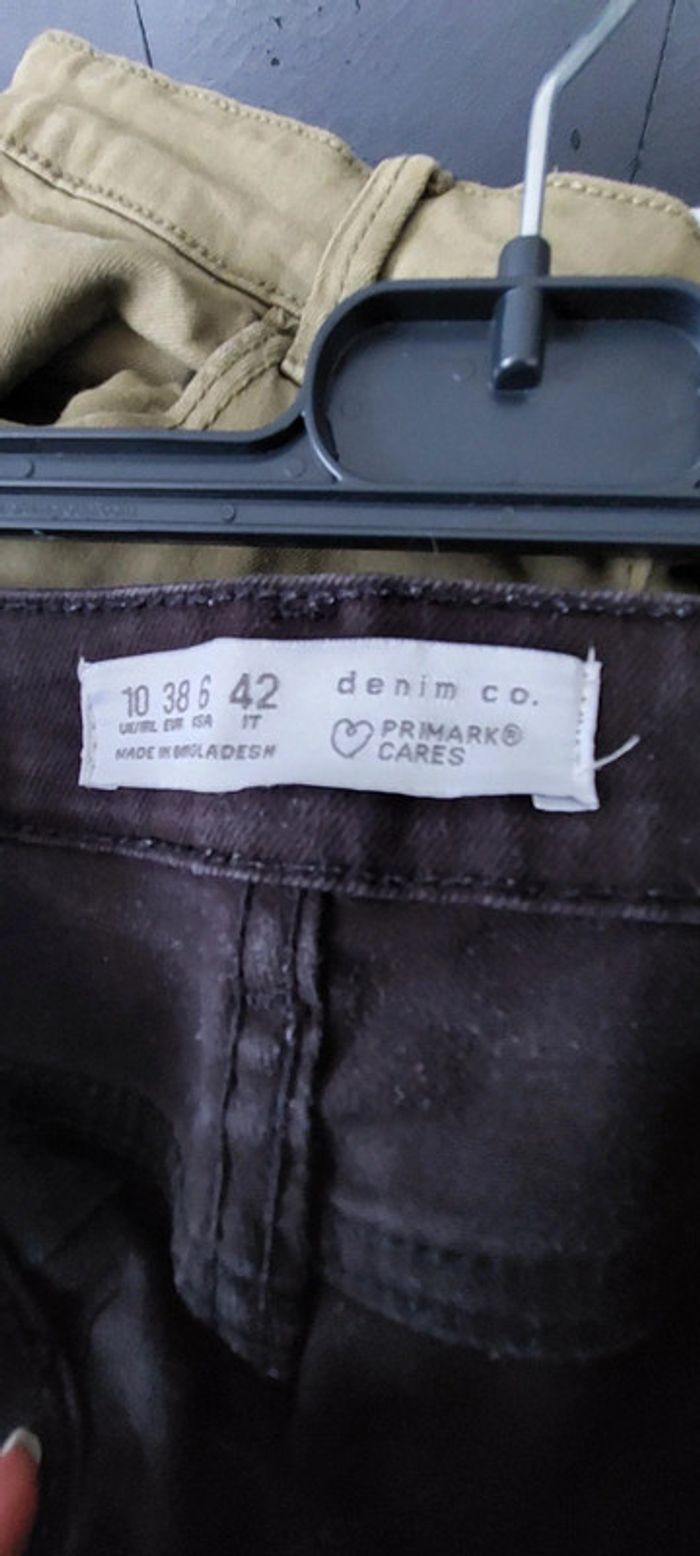 10 38 6 42 denim co.
UK/IRL EUR USA IT
PRIMARK®
MADE IN BANGLADESH CARES